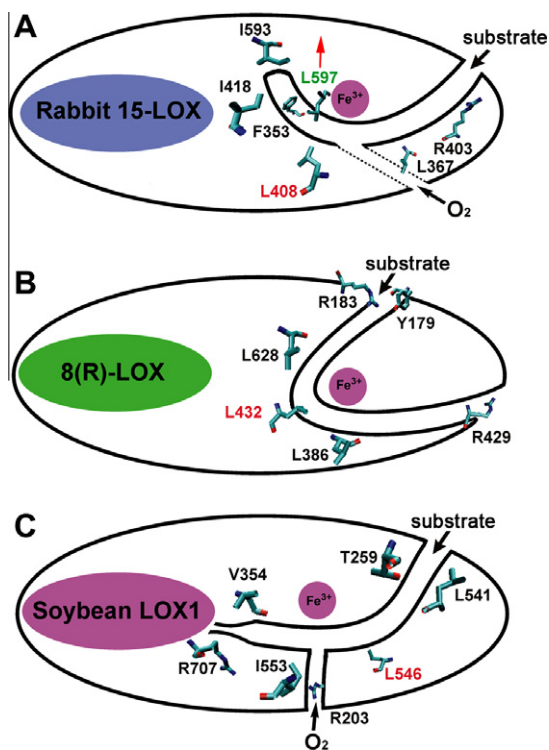 A
I593
substrate
L597
Fe3+
I418
Rabbit 15-LOX
F353
R403
L367
L408
O2
B
substrate
R183
Y179
L628
8(R)-LOX
Fe3+
L432
R429
L386
C
substrate
T259
V354
Fe3+
Soybean LOX1
L541
R707
I553
L546
R203
O2